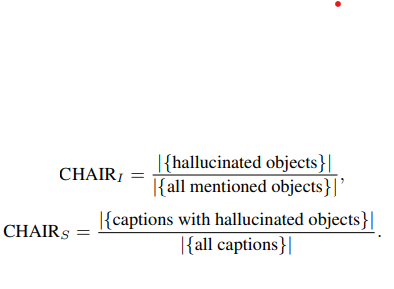 CHAIR_I = |{hallucinated objects}| / |{all mentioned objects}|,
CHAIR_S = |{captions with hallucinated objects}| / |{all captions}|.